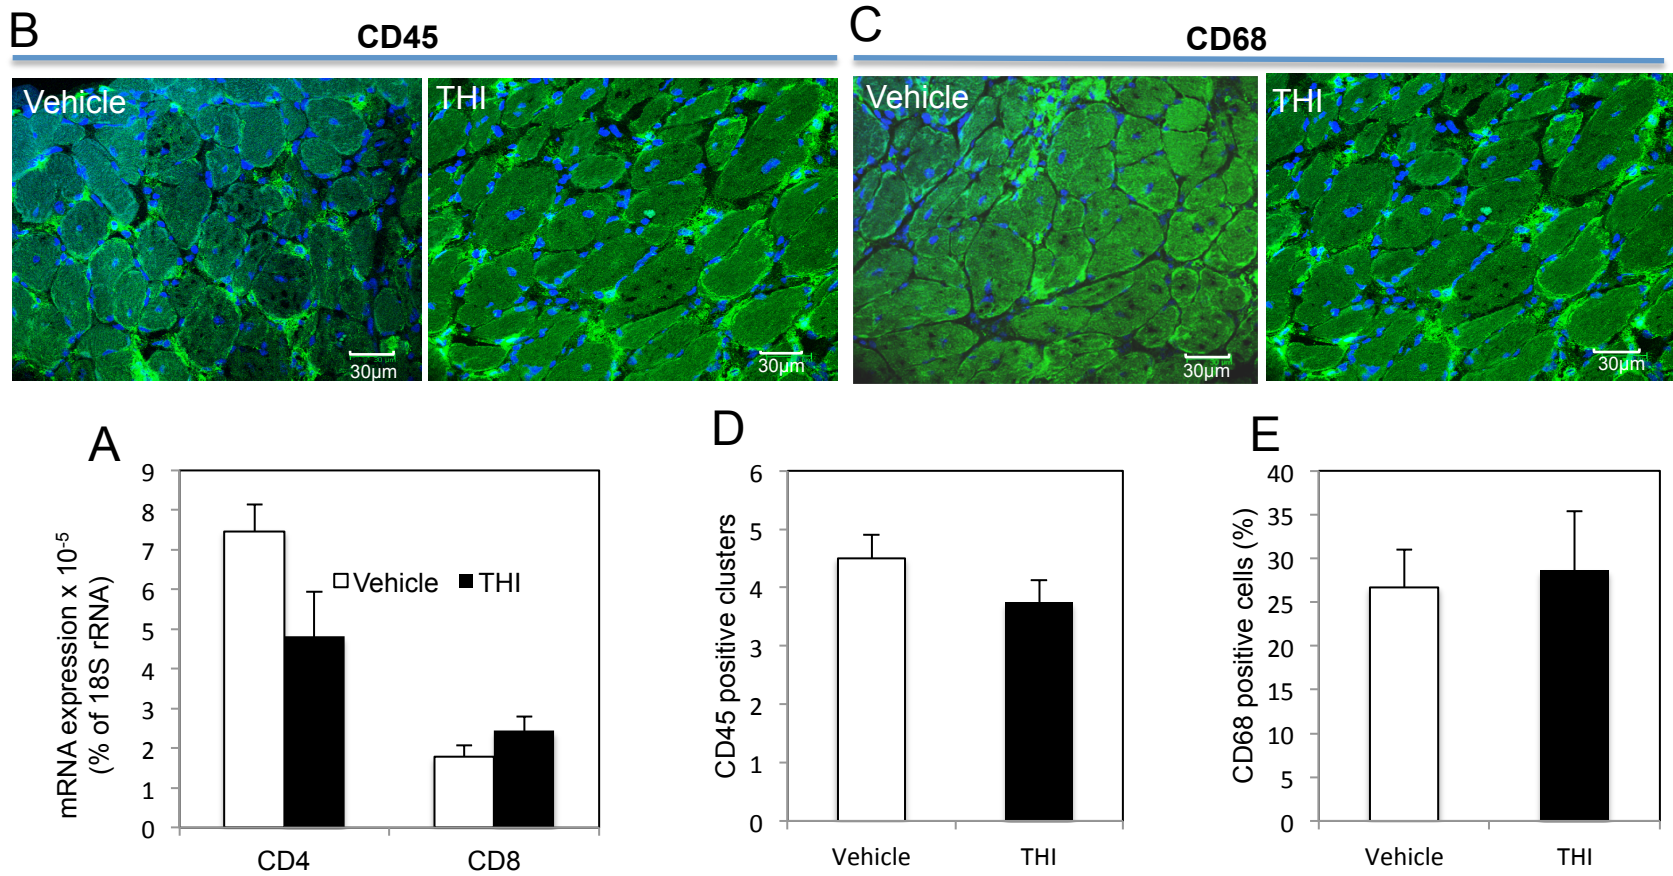 B
CD45
C
CD68
Vehicle
THI
Vehicle
THI
30µm
30µm
30µm
30µm
A
mRNA expression x 10-5
(% of 18S rRNA)
9
8
7
6
5
4
3
2
1
0
Vehicle
THI
CD4
CD8
D
CD45 positive clusters
6
5
4
3
2
1
0
Vehicle
THI
E
CD68 positive cells (%)
40
35
30
25
20
15
10
5
0
Vehicle
THI